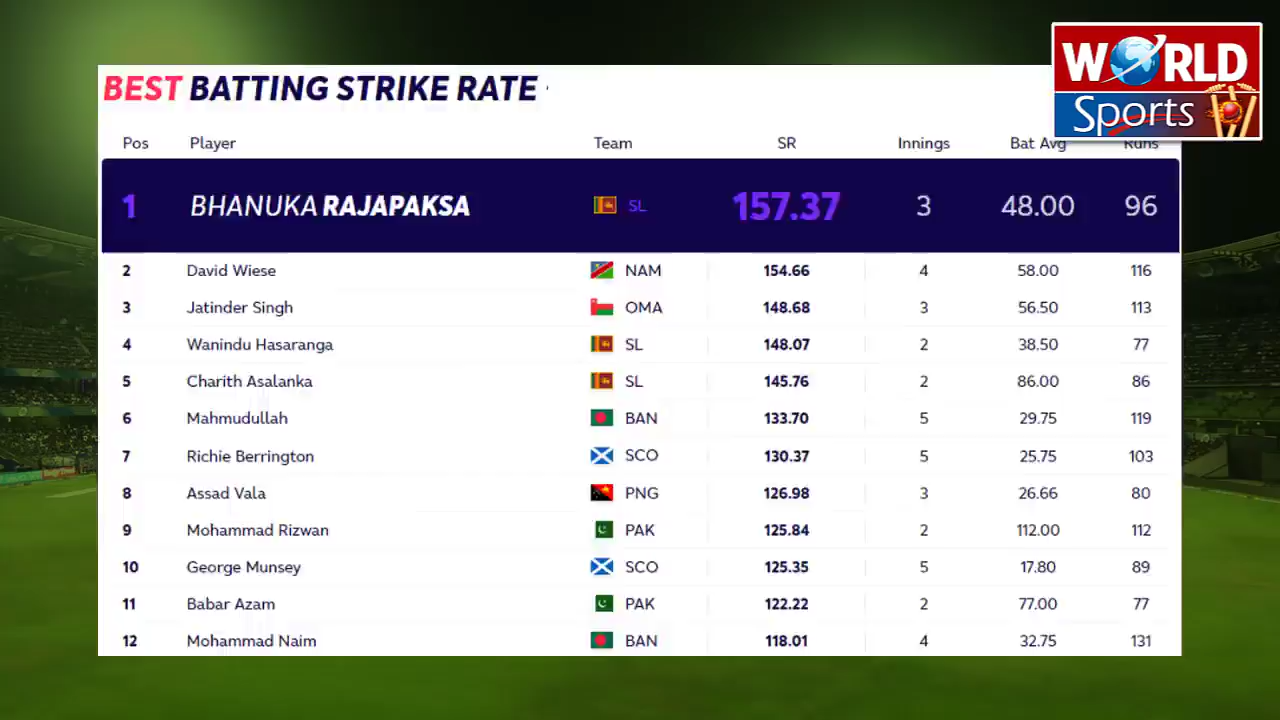 WORLD
Sports
BEST BATTING STRIKE RATE
Pos Player Team SR Innings Bat Avg Runs
1 BHANUKA RAJAPAKSA SL 157.37 3 48.00 96
2 David Wiese NAM 154.66 4 58.00 116
3 Jatinder Singh OMA 148.68 3 56.50 113
4 Wanindu Hasaranga SL 148.07 2 38.50 77
5 Charith Asalanka SL 145.76 2 86.00 86
6 Mahmudullah BAN 133.70 5 29.75 119
7 Richie Berrington SCO 130.37 5 25.75 103
8 Assad Vala PNG 126.98 3 26.66 80
9 Mohammad Rizwan PAK 125.84 2 112.00 112
10 George Munsey SCO 125.35 5 17.80 89
11 Babar Azam PAK 122.22 2 77.00 77
12 Mohammad Naim BAN 118.01 4 32.75 131